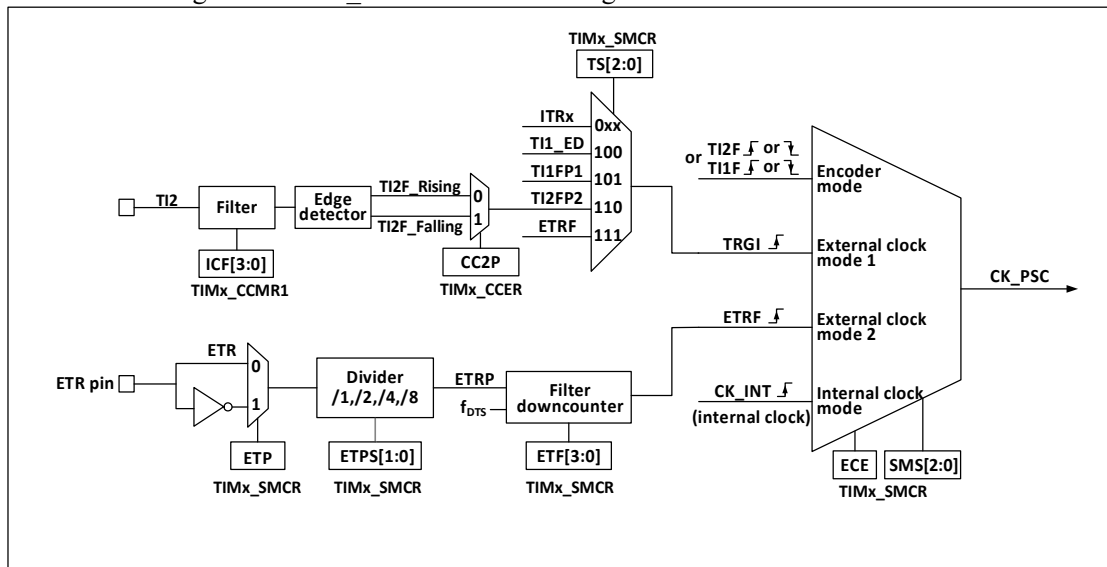 TIMx_SMCR
TS[2:0]
ITRx
0xx
TI1_ED
100
TI1FP1
101
TI2FP2
110
ETRF
111
TI2
Filter
Edge
detector
TI2F_Rising
0
TI2F_Falling
1
ICF[3:0]
TIMx_CCMR1
CC2P
TIMx_CCER
TI2F or
or TI1F or
Encoder
mode
TRGI
External clock
mode 1
CK_PSC
ETRF
External clock
mode 2
CK_INT
(internal clock)
Internal clock
mode
ECE
SMS[2:0]
TIMx_SMCR
ETR pin
ETR
0
1
Divider
/1,/2,/4,/8
ETRP
fDTS
Filter
downcounter
ETP
TIMx_SMCR
ETPS[1:0]
TIMx_SMCR
ETF[3:0]
TIMx_SMCR